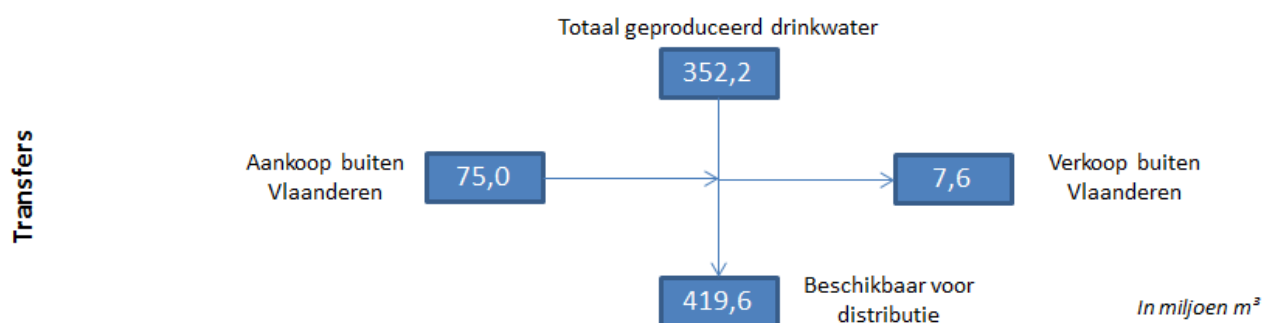 Totaal geproduceerd drinkwater
352,2
Transfers
Aankoop buiten
Vlaanderen
75,0
7,6
Verkoop buiten
Vlaanderen
419,6
Beschikbaar voor
distributie
In miljoen m³